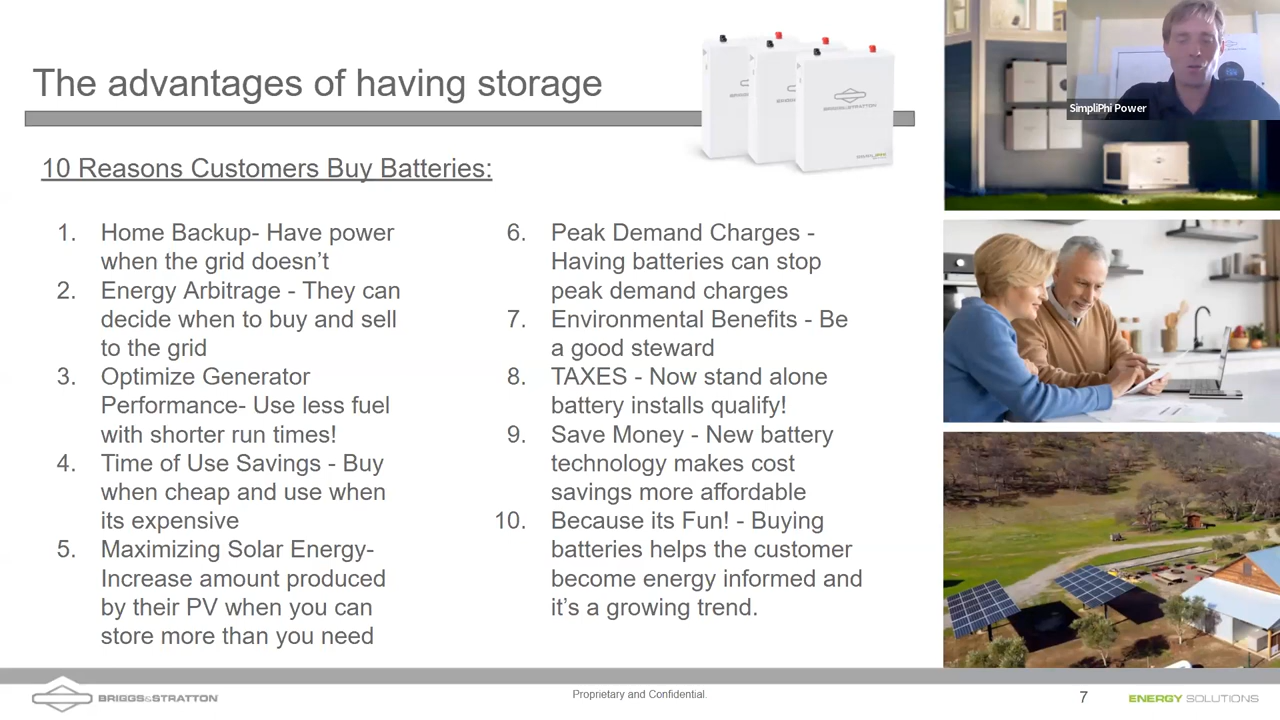 The advantages of having storage
BRIGGS&STRATTON
SimpliPhi Power
10 Reasons Customers Buy Batteries:
1. Home Backup- Have power
when the grid doesn’t
2. Energy Arbitrage - They can
decide when to buy and sell
to the grid
3. Optimize Generator
Performance- Use less fuel
with shorter run times!
4. Time of Use Savings - Buy
when cheap and use when
its expensive
5. Maximizing Solar Energy-
Increase amount produced
by their PV when you can
store more than you need
6. Peak Demand Charges -
Having batteries can stop
peak demand charges
7. Environmental Benefits - Be
a good steward
8. TAXES - Now stand alone
battery installs qualify!
9. Save Money - New battery
technology makes cost
savings more affordable
10. Because its Fun! - Buying
batteries helps the customer
become energy informed and
it’s a growing trend.
BRIGGS&STRATTON
Proprietary and Confidential.
7
ENERGY SOLUTIONS